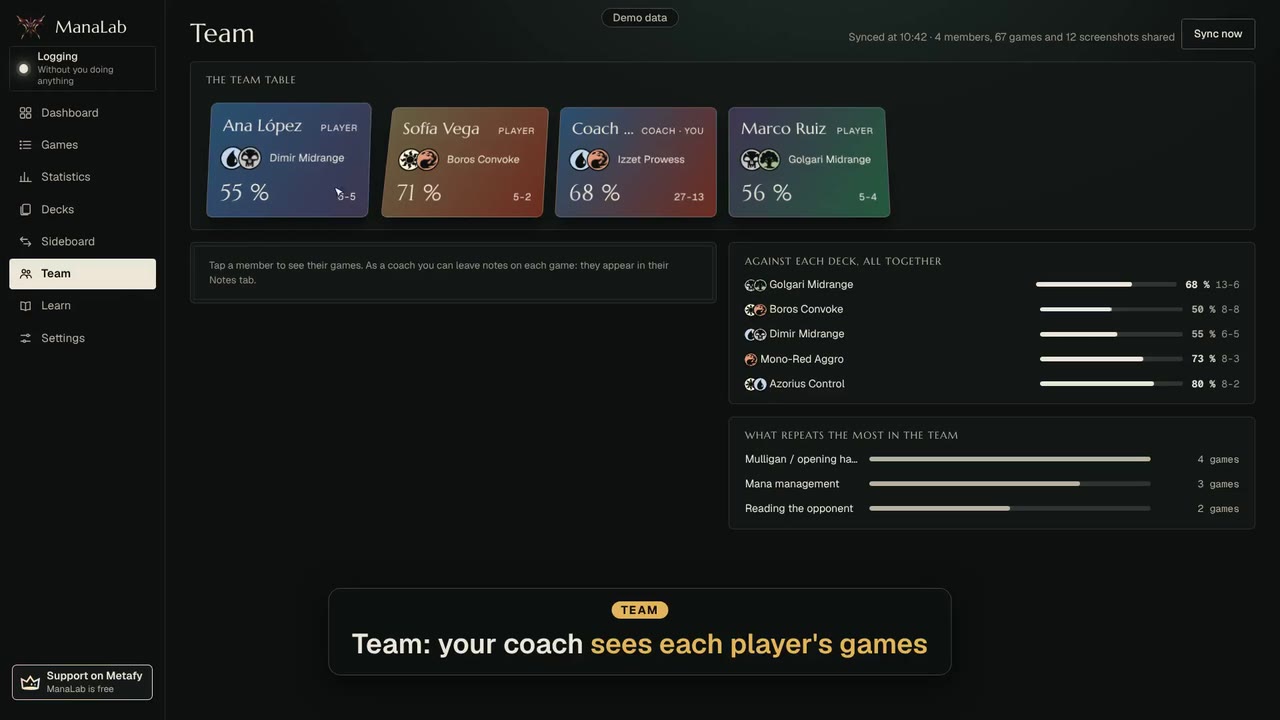 ManaLab
Logging
Without you doing
anything
Dashboard
Games
Statistics
Decks
Sideboard
Team
Learn
Settings
Support on Metafy
ManaLab is free
Demo data
Team
Synced at 10:42 · 4 members, 67 games and 12 screenshots shared
Sync now
THE TEAM TABLE
Ana López PLAYER
Dimir Midrange
55 %
Sofía Vega PLAYER
Boros Convoke
71 % 5-2
Coach ... COACH · YOU
Izzet Prowess
68 % 27-13
Marco Ruiz PLAYER
Golgari Midrange
56 % 5-4
Tap a member to see their games. As a coach you can leave notes on each game: they appear in their
Notes tab.
AGAINST EACH DECK, ALL TOGETHER
Golgari Midrange 68 % 13-6
Boros Convoke 50 % 8-8
Dimir Midrange 55 % 6-5
Mono-Red Aggro 73 % 8-3
Azorius Control 80 % 8-2
WHAT REPEATS THE MOST IN THE TEAM
Mulligan / opening ha... 4 games
Mana management 3 games
Reading the opponent 2 games
TEAM
Team: your coach sees each player's games